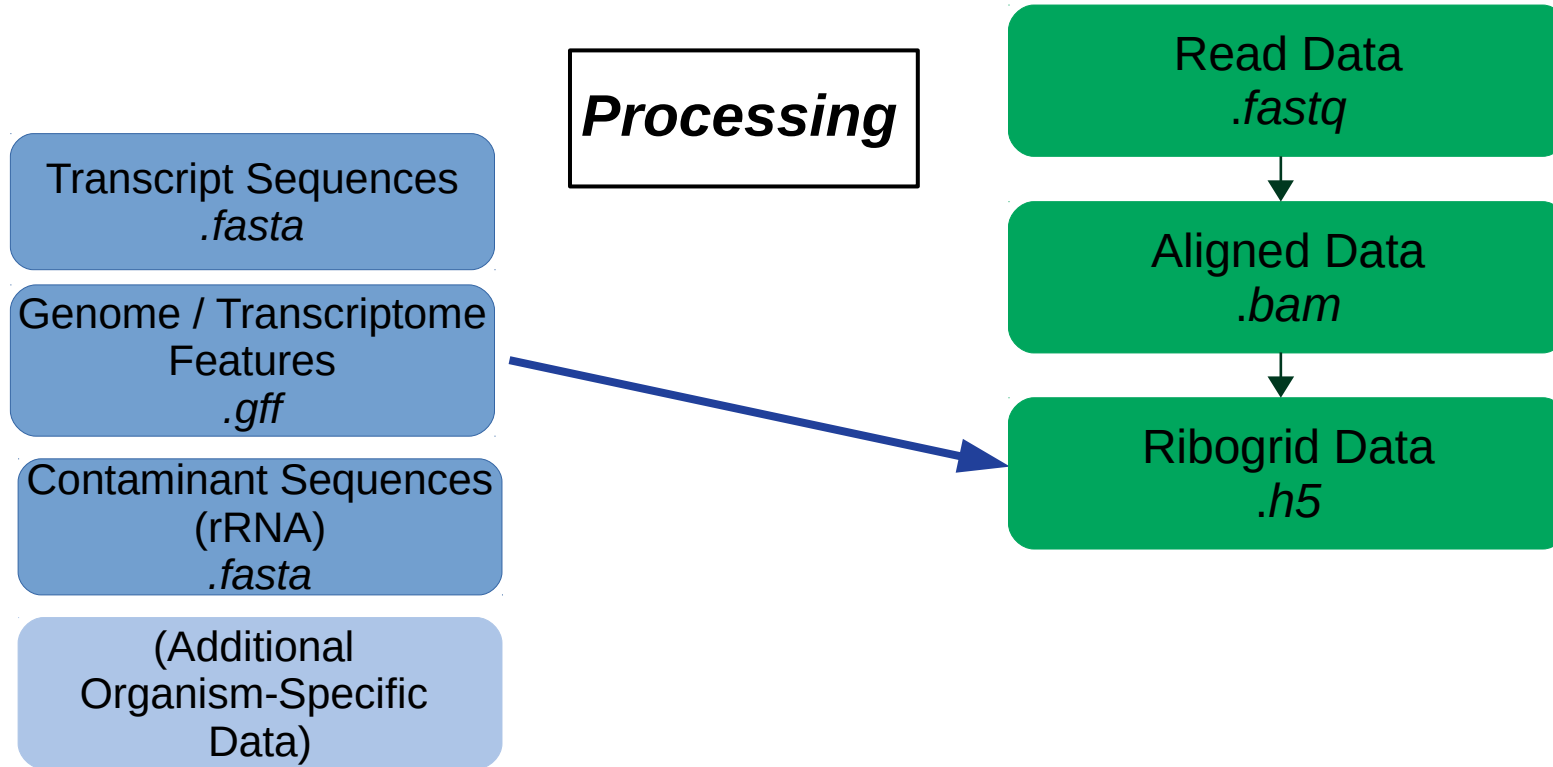 Processing
Transcript Sequences
.fasta
Genome / Transcriptome
Features
.gff
Contaminant Sequences
(rRNA)
.fasta
(Additional
Organism-Specific
Data)
Read Data
.fastq
Aligned Data
.bam
Ribogrid Data
.h5